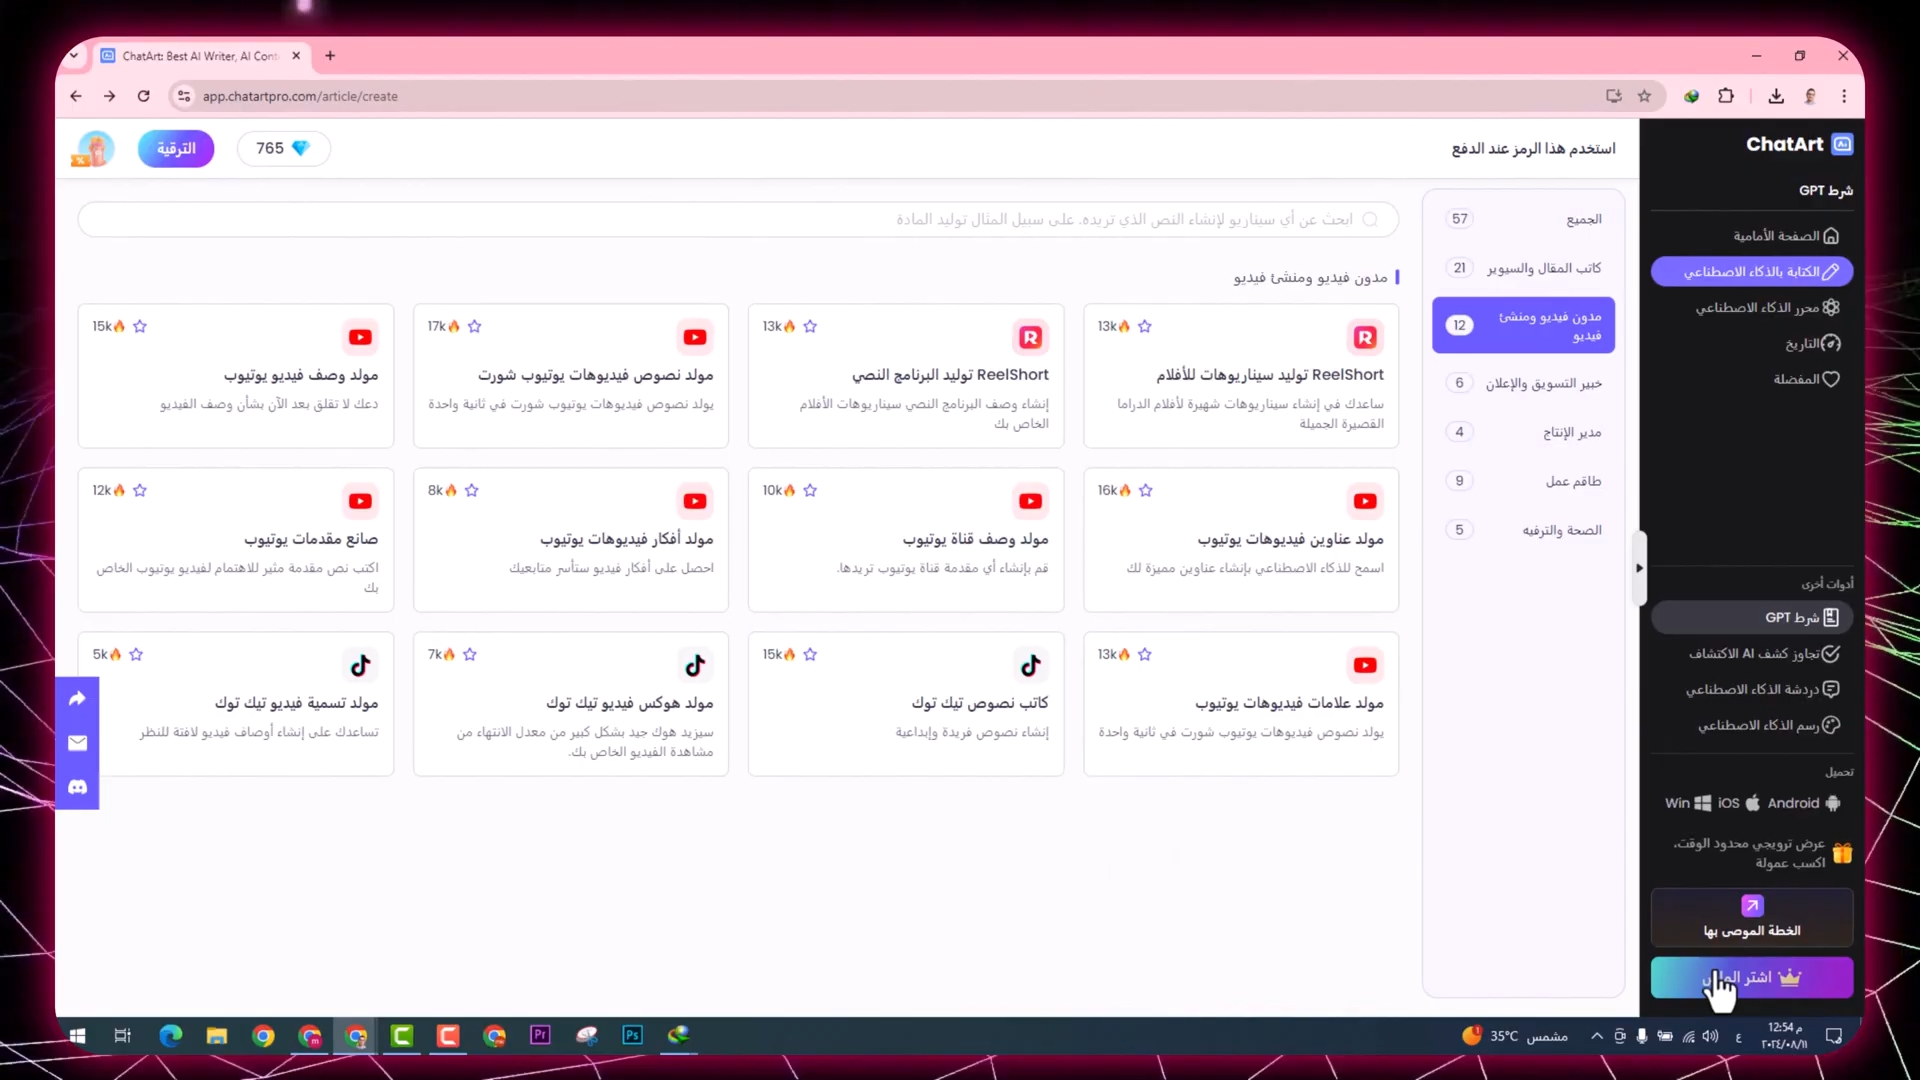 ChatArt: Best AI Writer, AI Cont
app.chatartpro.com/article/create
الترقية
765
استخدم هذا الرمز عند الدفع
ChatArt
شرط GPT
الصفحة الأمامية
الكتابة بالذكاء الاصطناعي
محرر الذكاء الاصطناعي
التاريخ
المفضلة
الجميع
57
كاتب المقال والسيوير
21
مدون فيديو ومنشئ
فيديو
12
خبير التسويق والإعلان
6
مدير الإنتاج
4
طاقم عمل
9
الصحة والترفيه
5
ابحث عن أي سيناريو لإنشاء النص الذي تريده. على سبيل المثال توليد المادة
مدون فيديو ومنشئ فيديو
13k
ReelShort توليد سيناريوهات للأفلام
ساعدك في إنشاء سيناريوهات شهيرة لأفلام الدراما
القصيرة الجميلة
13k
ReelShort توليد البرنامج النصي
إنشاء وصف البرنامج النصي سيناريوهات الأفلام
الخاص بك
17k
مولد نصوص فيديوهات يوتيوب شورت
يولد نصوص فيديوهات يوتيوب شورت في ثانية واحدة
15k
مولد وصف فيديو يوتيوب
دعك لا تقلق بعد الآن بشأن وصف الفيديو
16k
مولد عناوين فيديوهات يوتيوب
اسمح للذكاء الاصطناعي بإنشاء عناوين مميزة لك
10k
مولد وصف قناة يوتيوب
قم بإنشاء أي مقدمة قناة يوتيوب تريدها.
8k
مولد أفكار فيديوهات يوتيوب
احصل على أفكار فيديو ستأسر متابعيك
12k
صانع مقدمات يوتيوب
اكتب نص مقدمة مثير للاهتمام لفيديو يوتيوب الخاص
بك
13k
مولد علامات فيديوهات يوتيوب
يولد نصوص فيديوهات يوتيوب شورت في ثانية واحدة
15k
كاتب نصوص تيك توك
إنشاء نصوص فريدة وإبداعية
7k
مولد هوكس فيديو تيك توك
سيزيد هوك جيد بشكل كبير من معدل الانتهاء من
مشاهدة الفيديو الخاص بك.
5k
مولد تسمية فيديو تيك توك
تساعدك على إنشاء أوصاف فيديو لافتة للنظر
أدوات أخرى
شرط GPT
تجاوز كشف AI الاكتشاف
دردشة الذكاء الاصطناعي
رسم الذكاء الاصطناعي
تحميل
Win iOS Android
عرض ترويجي محدود الوقت،
اكسب عمولة
الخطة الموصى بها
اشتر
35°C مشمس
ع
12:54 م
٢٠٢٤/٠٨/١١